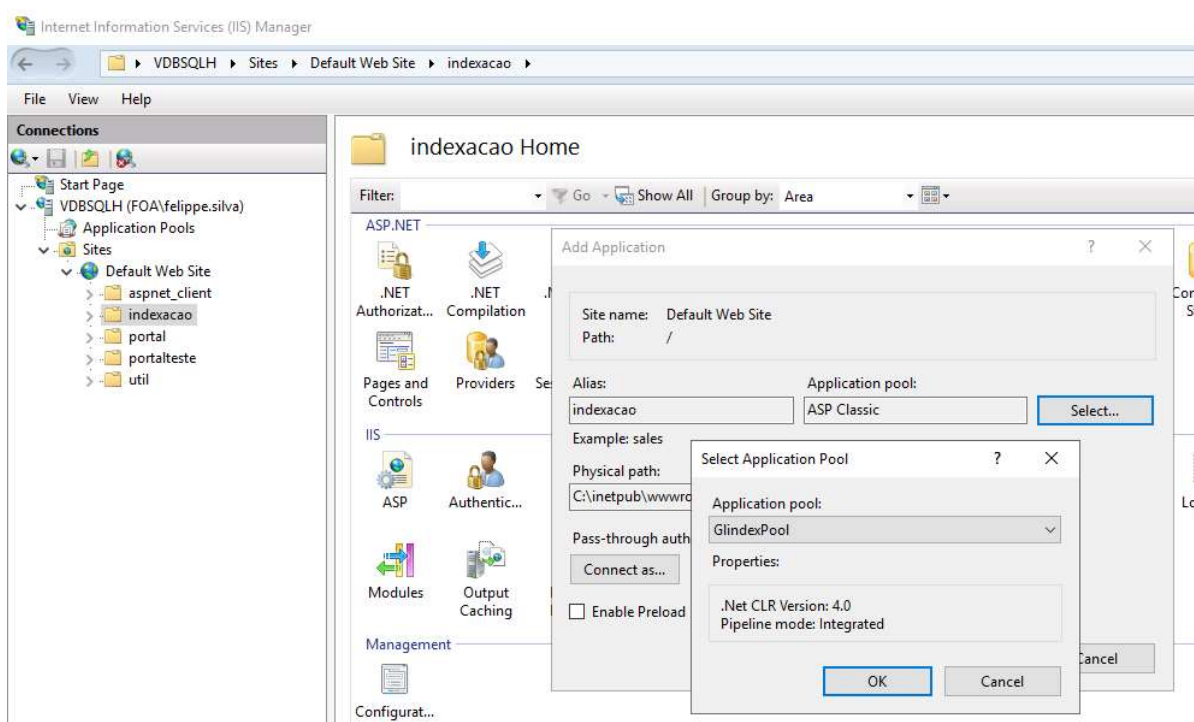 Internet Information Services (IIS) Manager
VDBSQLH Sites Default Web Site indexacao
File View Help
Connections
Start Page
VDBSQLH (FOA\felippe.silva)
Application Pools
Sites
Default Web Site
aspnet_client
indexacao
portal
portalteste
util
indexacao Home
Filter: Go Show All Group by: Area
ASP.NET
.NET Authorizat...
.NET Compilation
Pages and Controls
Providers
IIS
ASP
Authentic...
Modules
Output Caching
Management
Configurat...
Add Application ?
Site name: Default Web Site
Path: /
Alias:
Application pool:
indexacao
ASP Classic
Select...
Example: sales
Physical path:
C:\inetpub\wwwro
Pass-through auth
Connect as...
Enable Preload
Cancel
Select Application Pool ?
Application pool:
GlindexPool
Properties:
.Net CLR Version: 4.0
Pipeline mode: Integrated
OK
Cancel